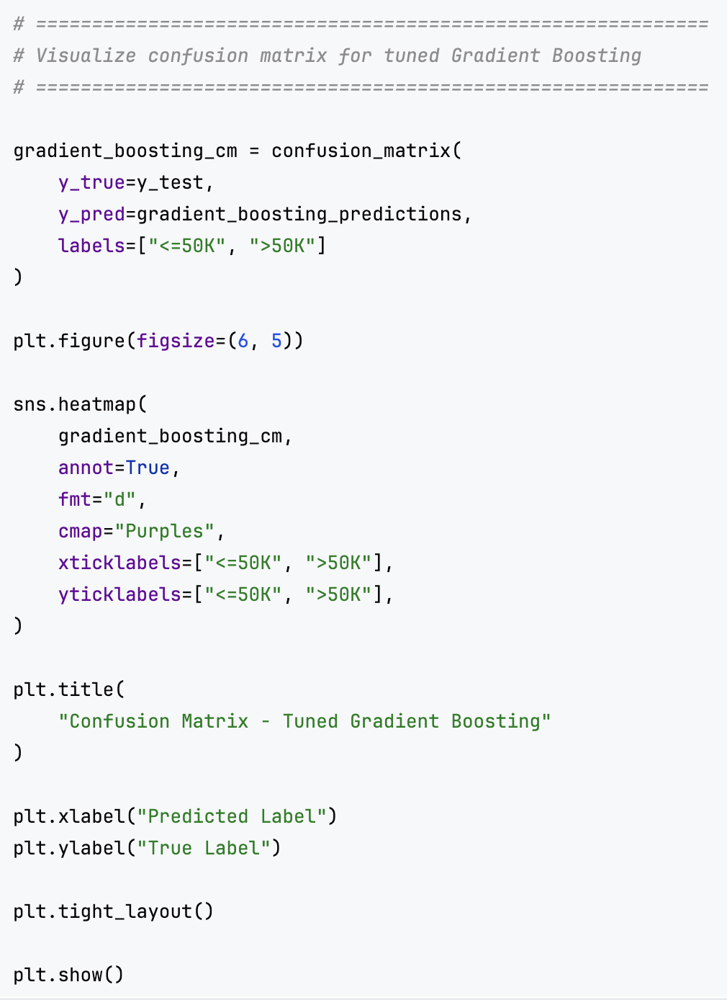 # ============================================================
# Visualize confusion matrix for tuned Gradient Boosting
# ============================================================
gradient_boosting_cm = confusion_matrix(
    y_true=y_test,
    y_pred=gradient_boosting_predictions,
    labels=["<=50K", ">50K"]
)
plt.figure(figsize=(6, 5))
sns.heatmap(
    gradient_boosting_cm,
    annot=True,
    fmt="d",
    cmap="Purples",
    xticklabels=["<=50K", ">50K"],
    yticklabels=["<=50K", ">50K"],
)
plt.title(
    "Confusion Matrix - Tuned Gradient Boosting"
)
plt.xlabel("Predicted Label")
plt.ylabel("True Label")
plt.tight_layout()
plt.show()